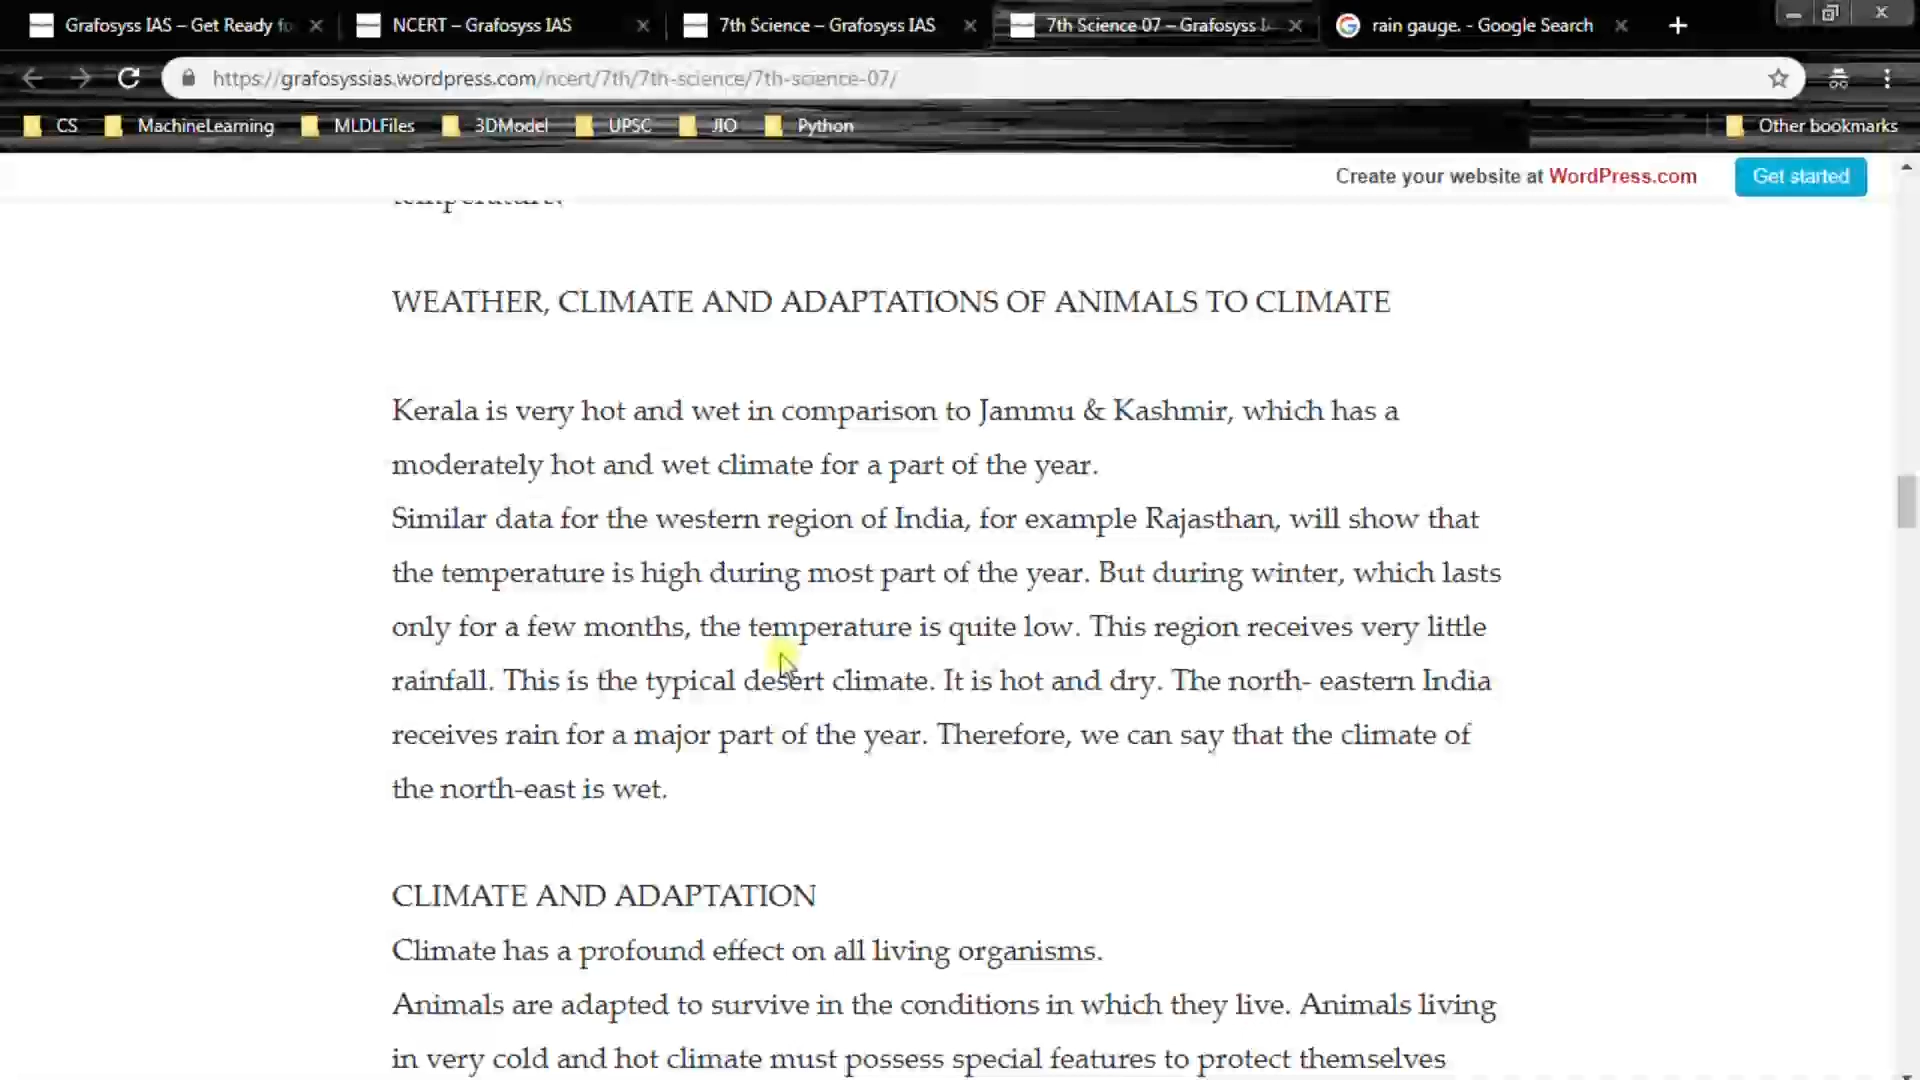 Grafosyss IAS – Get Ready fo
NCERT – Grafosyss IAS
7th Science – Grafosyss IAS
7th Science 07 – Grafosyss I
rain gauge. - Google Search
https://grafosyssias.wordpress.com/ncert/7th/7th-science/7th-science-07/
CS
MachineLearning
MLDLFiles
3DModel
UPSC
JIO
Python
Other bookmarks
Create your website at WordPress.com
Get started
WEATHER, CLIMATE AND ADAPTATIONS OF ANIMALS TO CLIMATE
Kerala is very hot and wet in comparison to Jammu & Kashmir, which has a
moderately hot and wet climate for a part of the year.
Similar data for the western region of India, for example Rajasthan, will show that
the temperature is high during most part of the year. But during winter, which lasts
only for a few months, the temperature is quite low. This region receives very little
rainfall. This is the typical desert climate. It is hot and dry. The north- eastern India
receives rain for a major part of the year. Therefore, we can say that the climate of
the north-east is wet.
CLIMATE AND ADAPTATION
Climate has a profound effect on all living organisms.
Animals are adapted to survive in the conditions in which they live. Animals living
in very cold and hot climate must possess special features to protect themselves